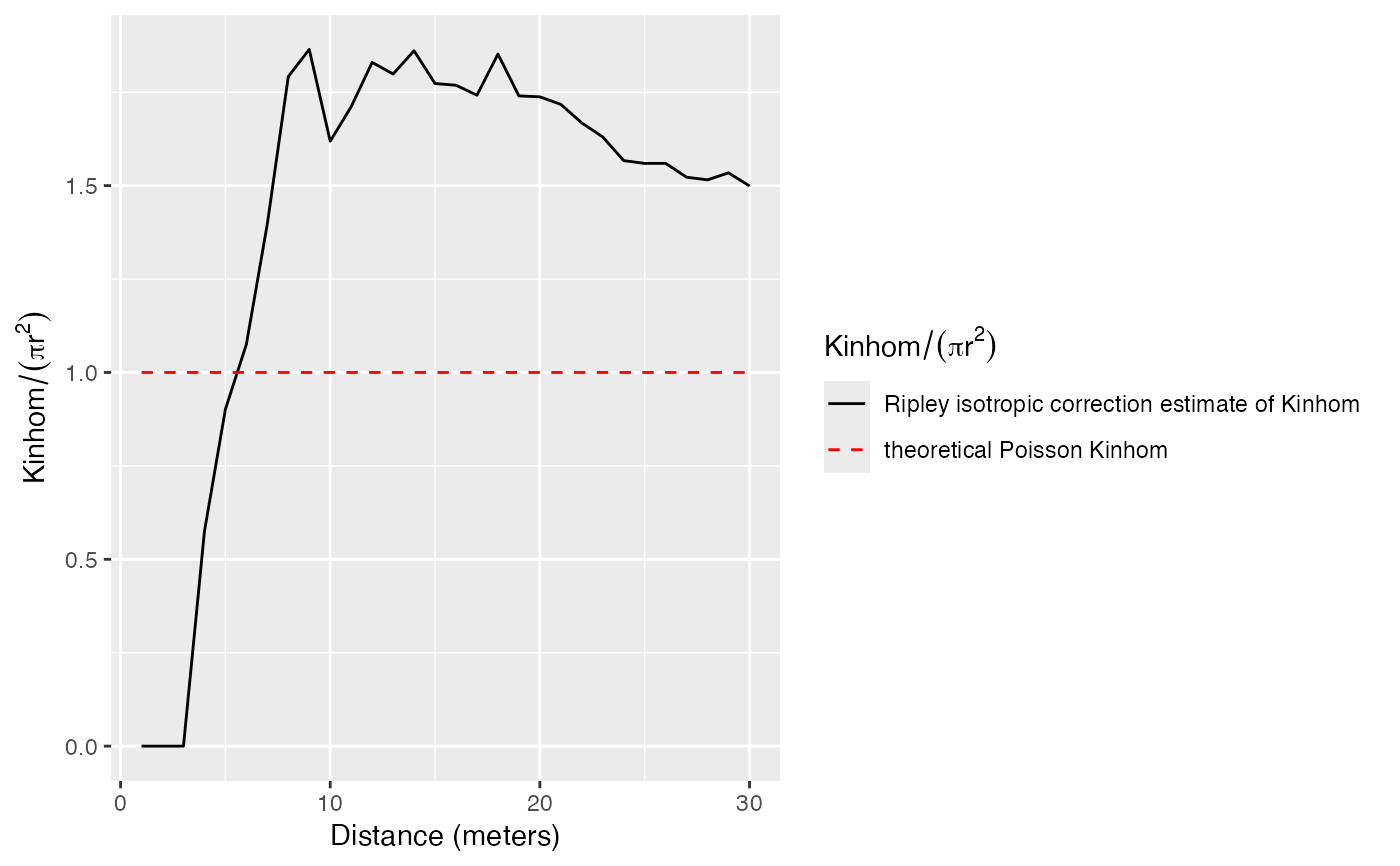 Kinhom/(πr²)
1.5
1.0
0.5
0.0
0 10 20 30
Distance (meters)
Kinhom/(πr²)
Ripley isotropic correction estimate of Kinhom
theoretical Poisson Kinhom